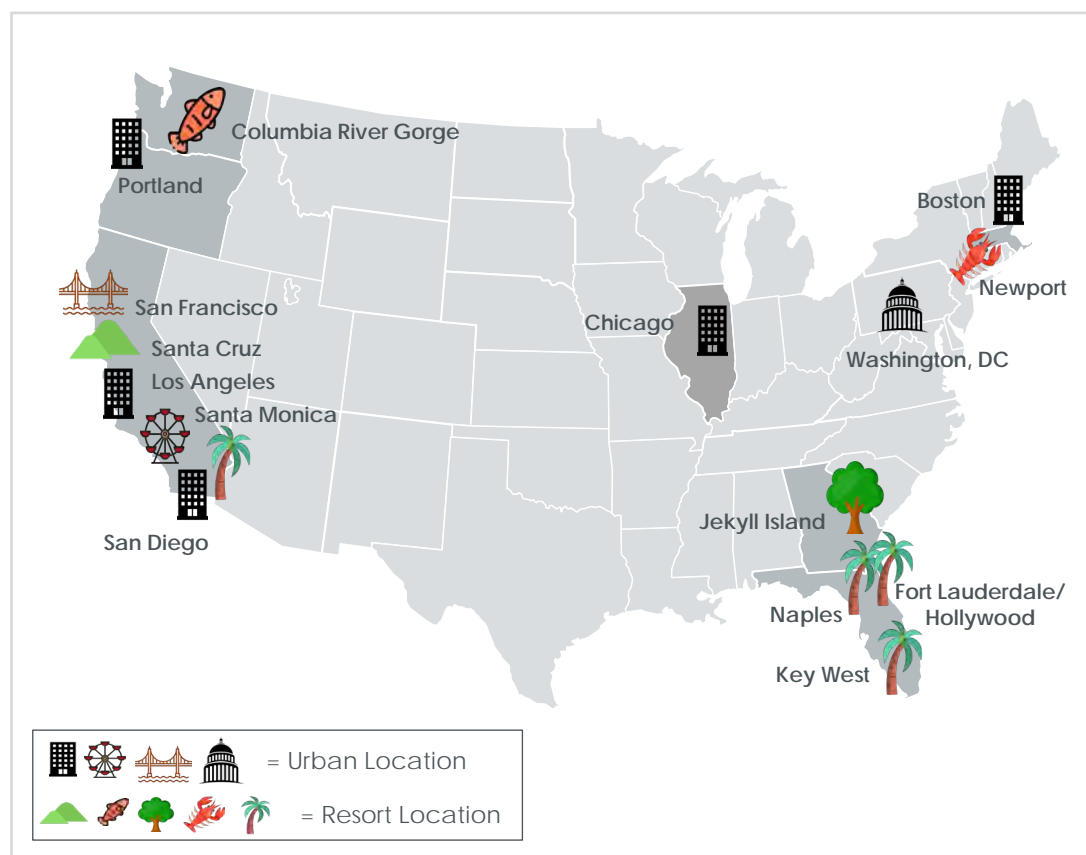 Columbia River Gorge
Portland
Boston
Newport
San Francisco
Chicago
Santa Cruz
Washington, DC
Los Angeles
Santa Monica
Jekyll Island
San Diego
Fort Lauderdale/
Hollywood
Naples
Key West
= Urban Location
= Resort Location